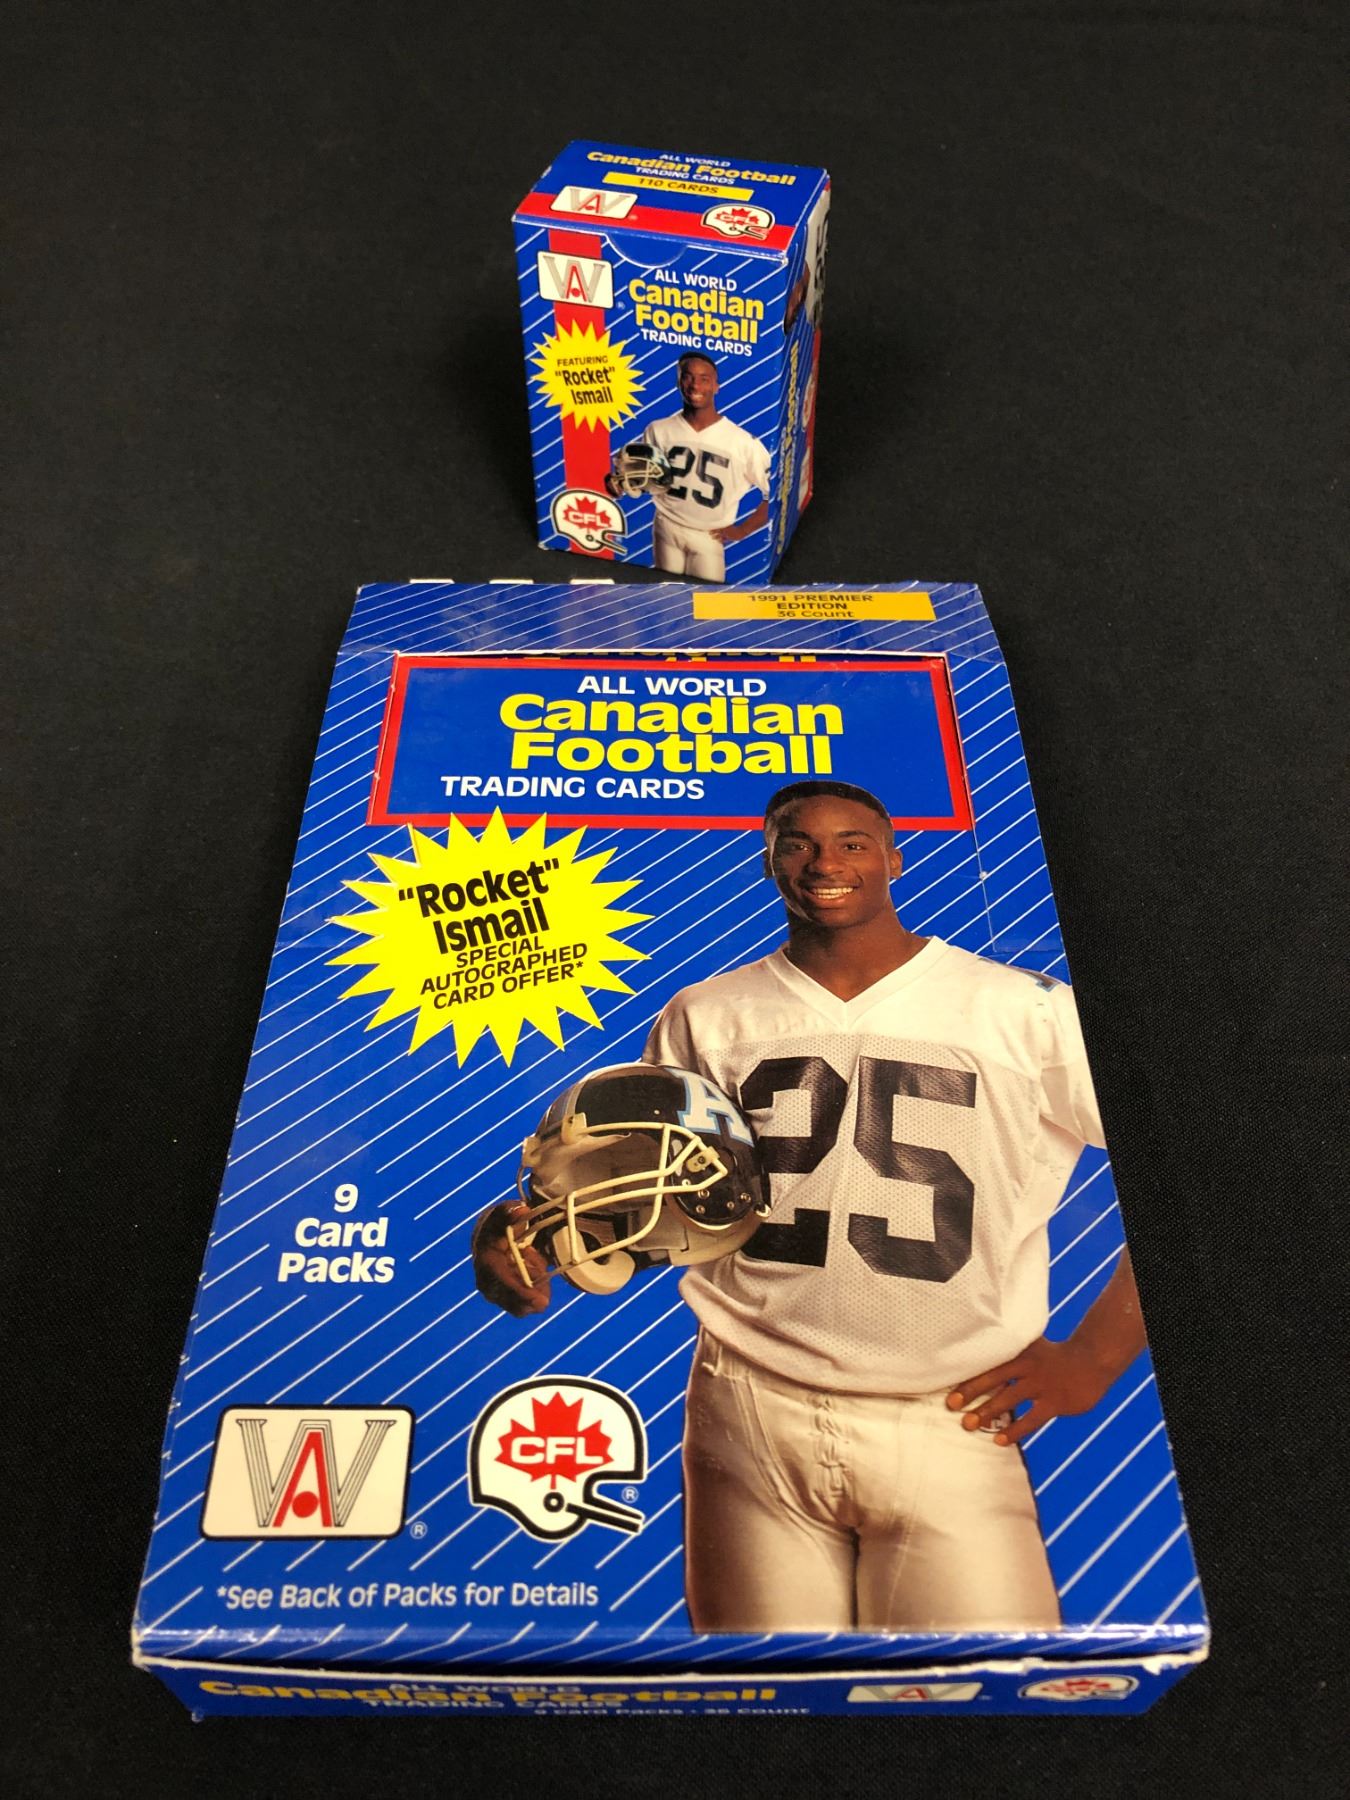 ALL WORLD
Canadian Football
TRADING CARDS
110 CARDS
WA
CFL
WA
®
ALL WORLD
Canadian
Football
TRADING CARDS
FEATURING
"Rocket"
Ismail
25
CFL
1991 PREMIER
EDITION
36 Count
ALL WORLD
Canadian
Football
TRADING CARDS
"Rocket"
Ismail
SPECIAL
AUTOGRAPHED
CARD OFFER*
A
25
9
Card
Packs
WA
®
CFL
®
*See Back of Packs for Details
ALL WORLD
Canadian Football
TRADING CARDS
9 Card Packs · 36 Count